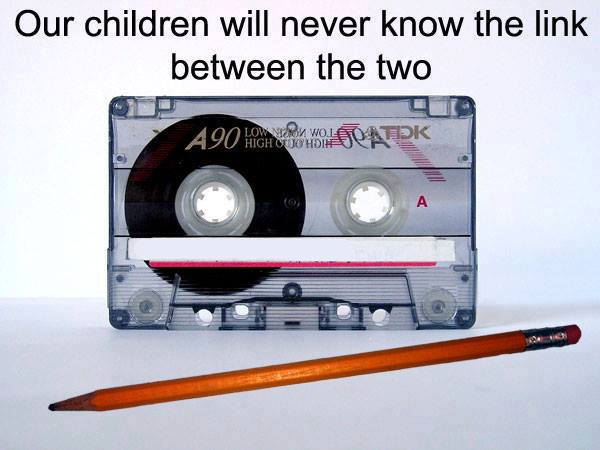 Our children will never know the link
between the two
A90 LOW NOISE TDK
HIGH OUTPUT
A